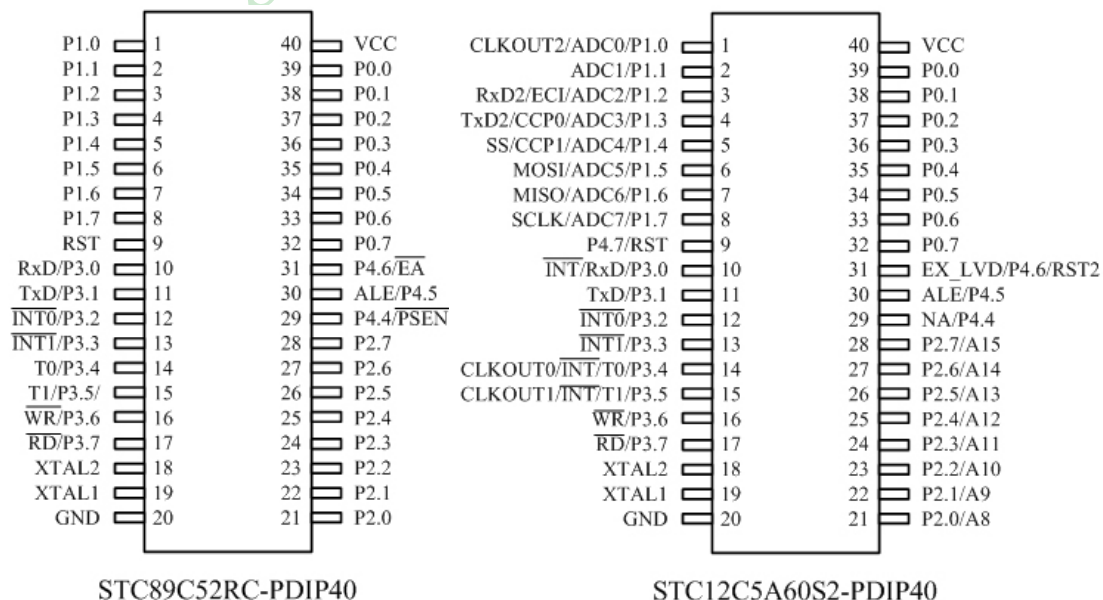 P1.0 1 40 VCC
P1.1 2 39 P0.0
P1.2 3 38 P0.1
P1.3 4 37 P0.2
P1.4 5 36 P0.3
P1.5 6 35 P0.4
P1.6 7 34 P0.5
P1.7 8 33 P0.6
RST 9 32 P0.7
RxD/P3.0 10 31 P4.6/E̅A̅
TxD/P3.1 11 30 ALE/P4.5
I̅N̅T̅0̅/P3.2 12 29 P4.4/P̅S̅E̅N̅
I̅N̅T̅1̅/P3.3 13 28 P2.7
T0/P3.4 14 27 P2.6
T1/P3.5/ 15 26 P2.5
W̅R̅/P3.6 16 25 P2.4
R̅D̅/P3.7 17 24 P2.3
XTAL2 18 23 P2.2
XTAL1 19 22 P2.1
GND 20 21 P2.0
STC89C52RC-PDIP40
CLKOUT2/ADC0/P1.0 1 40 VCC
ADC1/P1.1 2 39 P0.0
RxD2/ECI/ADC2/P1.2 3 38 P0.1
TxD2/CCP0/ADC3/P1.3 4 37 P0.2
SS/CCP1/ADC4/P1.4 5 36 P0.3
MOSI/ADC5/P1.5 6 35 P0.4
MISO/ADC6/P1.6 7 34 P0.5
SCLK/ADC7/P1.7 8 33 P0.6
P4.7/RST 9 32 P0.7
I̅N̅T̅/RxD/P3.0 10 31 EX_LVD/P4.6/RST2
TxD/P3.1 11 30 ALE/P4.5
I̅N̅T̅0̅/P3.2 12 29 NA/P4.4
I̅N̅T̅1̅/P3.3 13 28 P2.7/A15
CLKOUT0/I̅N̅T̅/T0/P3.4 14 27 P2.6/A14
CLKOUT1/I̅N̅T̅/T1/P3.5 15 26 P2.5/A13
W̅R̅/P3.6 16 25 P2.4/A12
R̅D̅/P3.7 17 24 P2.3/A11
XTAL2 18 23 P2.2/A10
XTAL1 19 22 P2.1/A9
GND 20 21 P2.0/A8
STC12C5A60S2-PDIP40